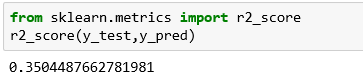 from sklearn.metrics import r2_score
r2_score(y_test,y_pred)
0.3504487662781981